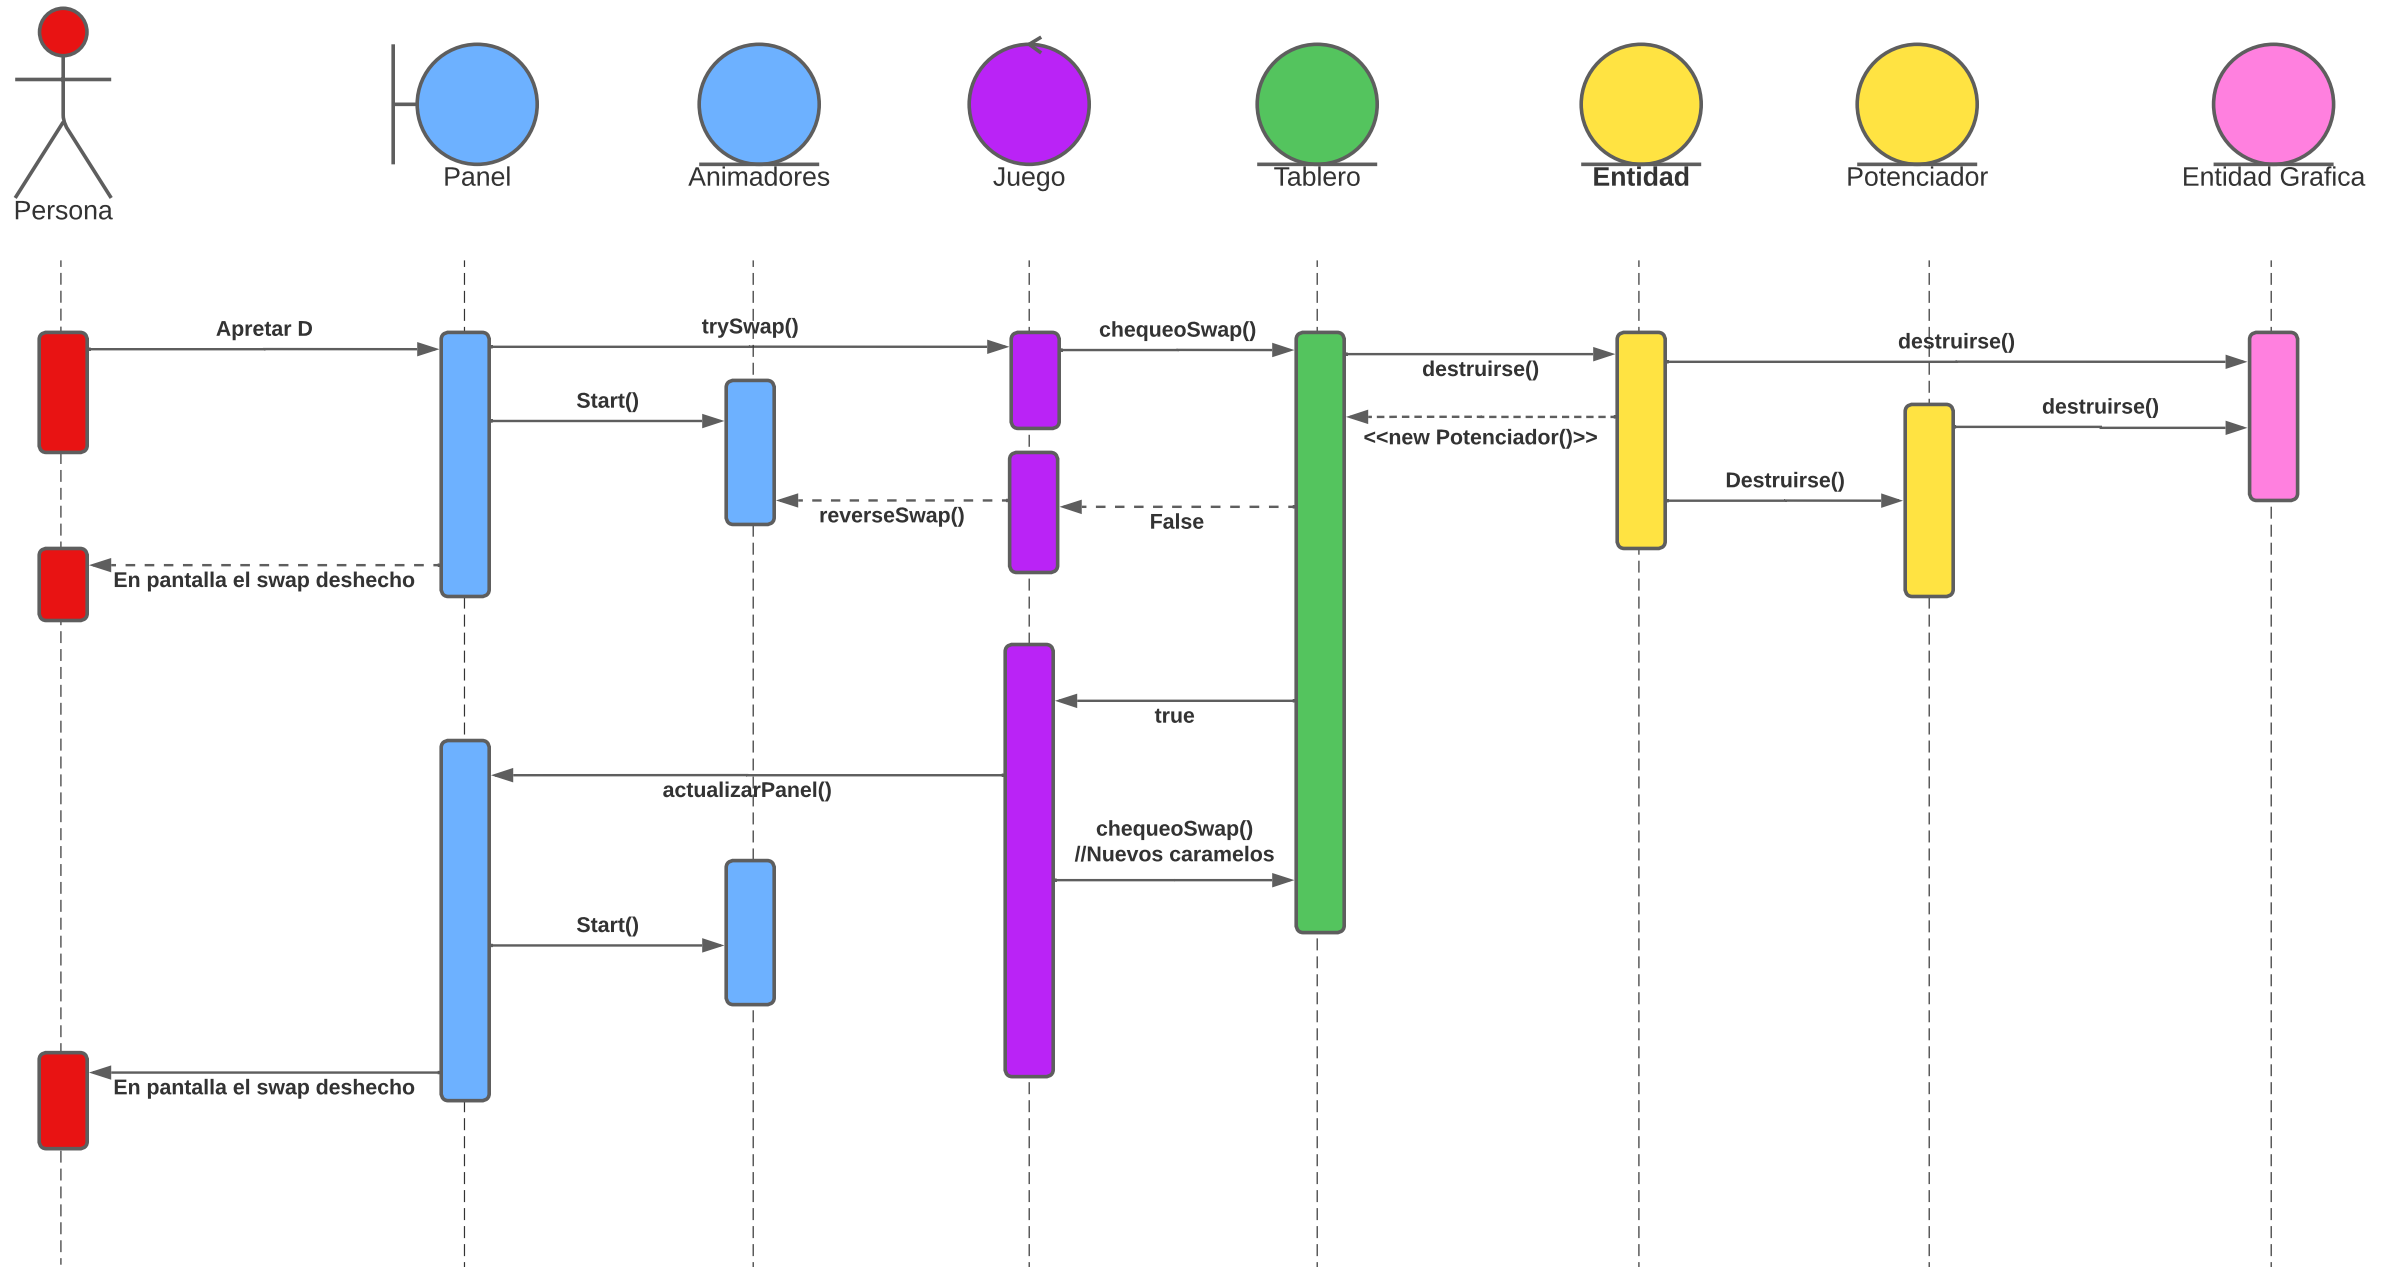 Persona
Panel
Animadores
Juego
Tablero
Entidad
Potenciador
Entidad Grafica
Apretar D
trySwap()
chequeoSwap()
destruirse()
destruirse()
Start()
destruirse()
<<new Potenciador()>>
Destruirse()
reverseSwap()
False
En pantalla el swap deshecho
true
actualizarPanel()
chequeoSwap()
//Nuevos caramelos
Start()
En pantalla el swap deshecho